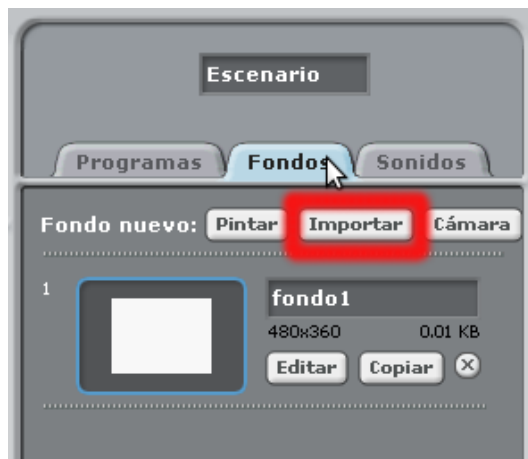 Escenario
Programas Fondos Sonidos
Fondo nuevo: Pintar Importar Cámara
1 fondo1
480x360 0.01 KB
Editar Copiar